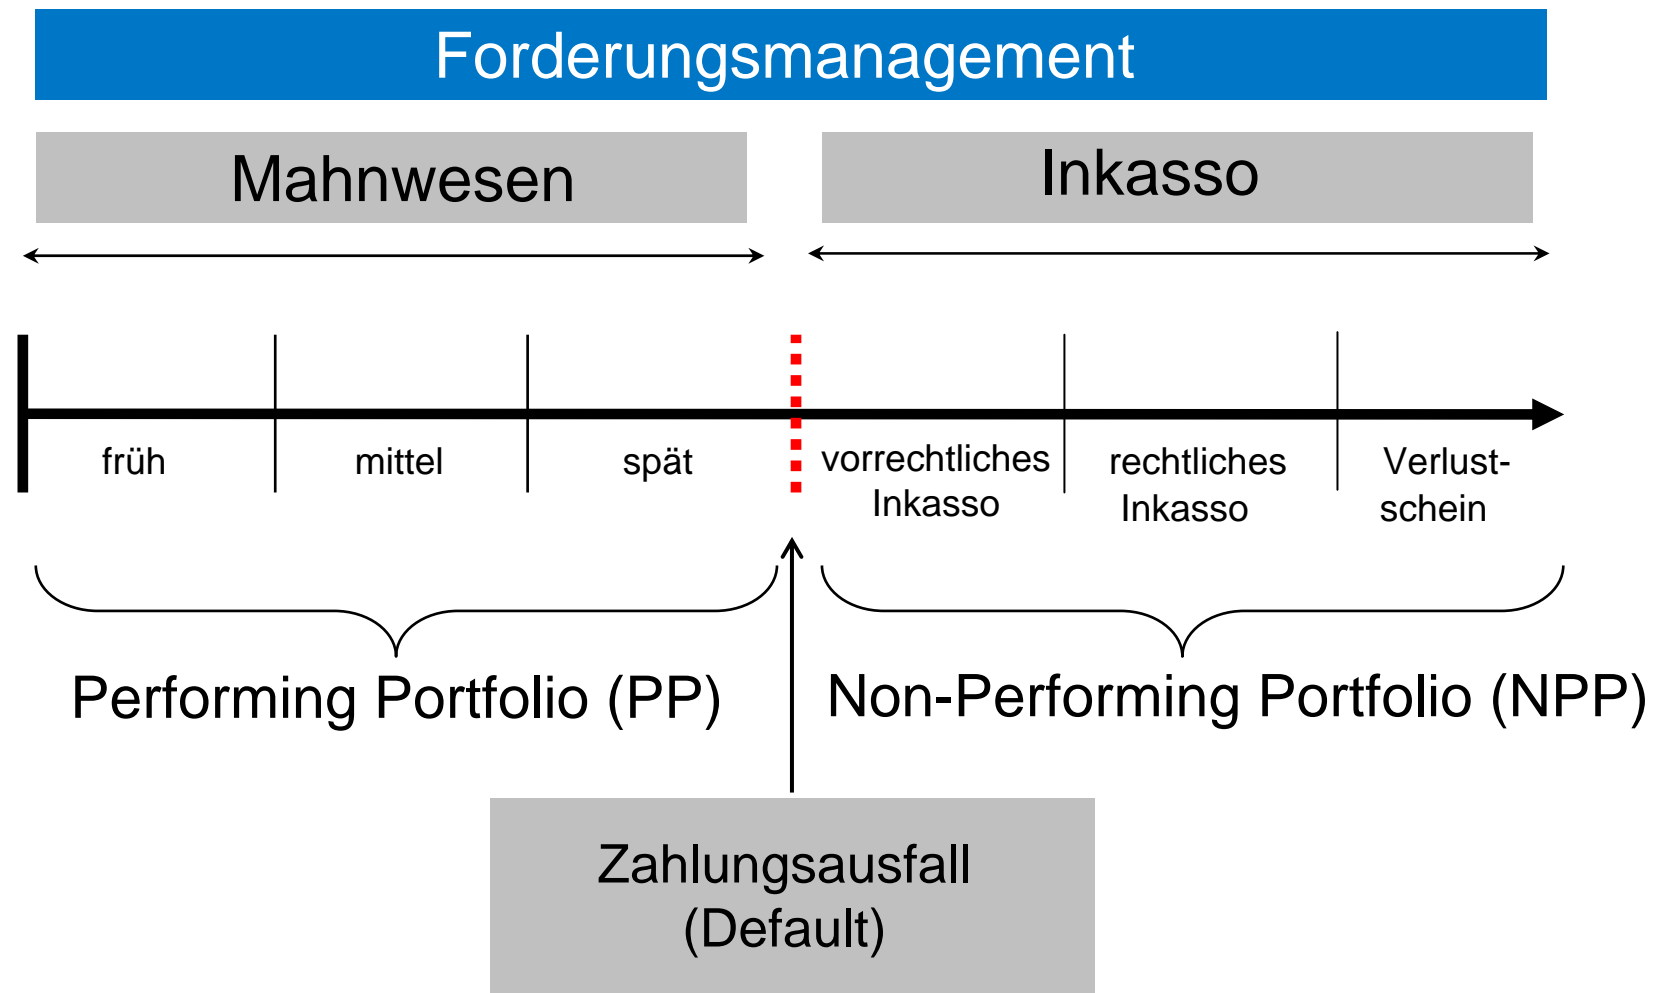 Forderungsmanagement
Mahnwesen
Inkasso
früh
mittel
spät
vorrechtliches
Inkasso
rechtliches
Inkasso
Verlust-
schein
Performing Portfolio (PP)
Non-Performing Portfolio (NPP)
Zahlungsausfall
(Default)